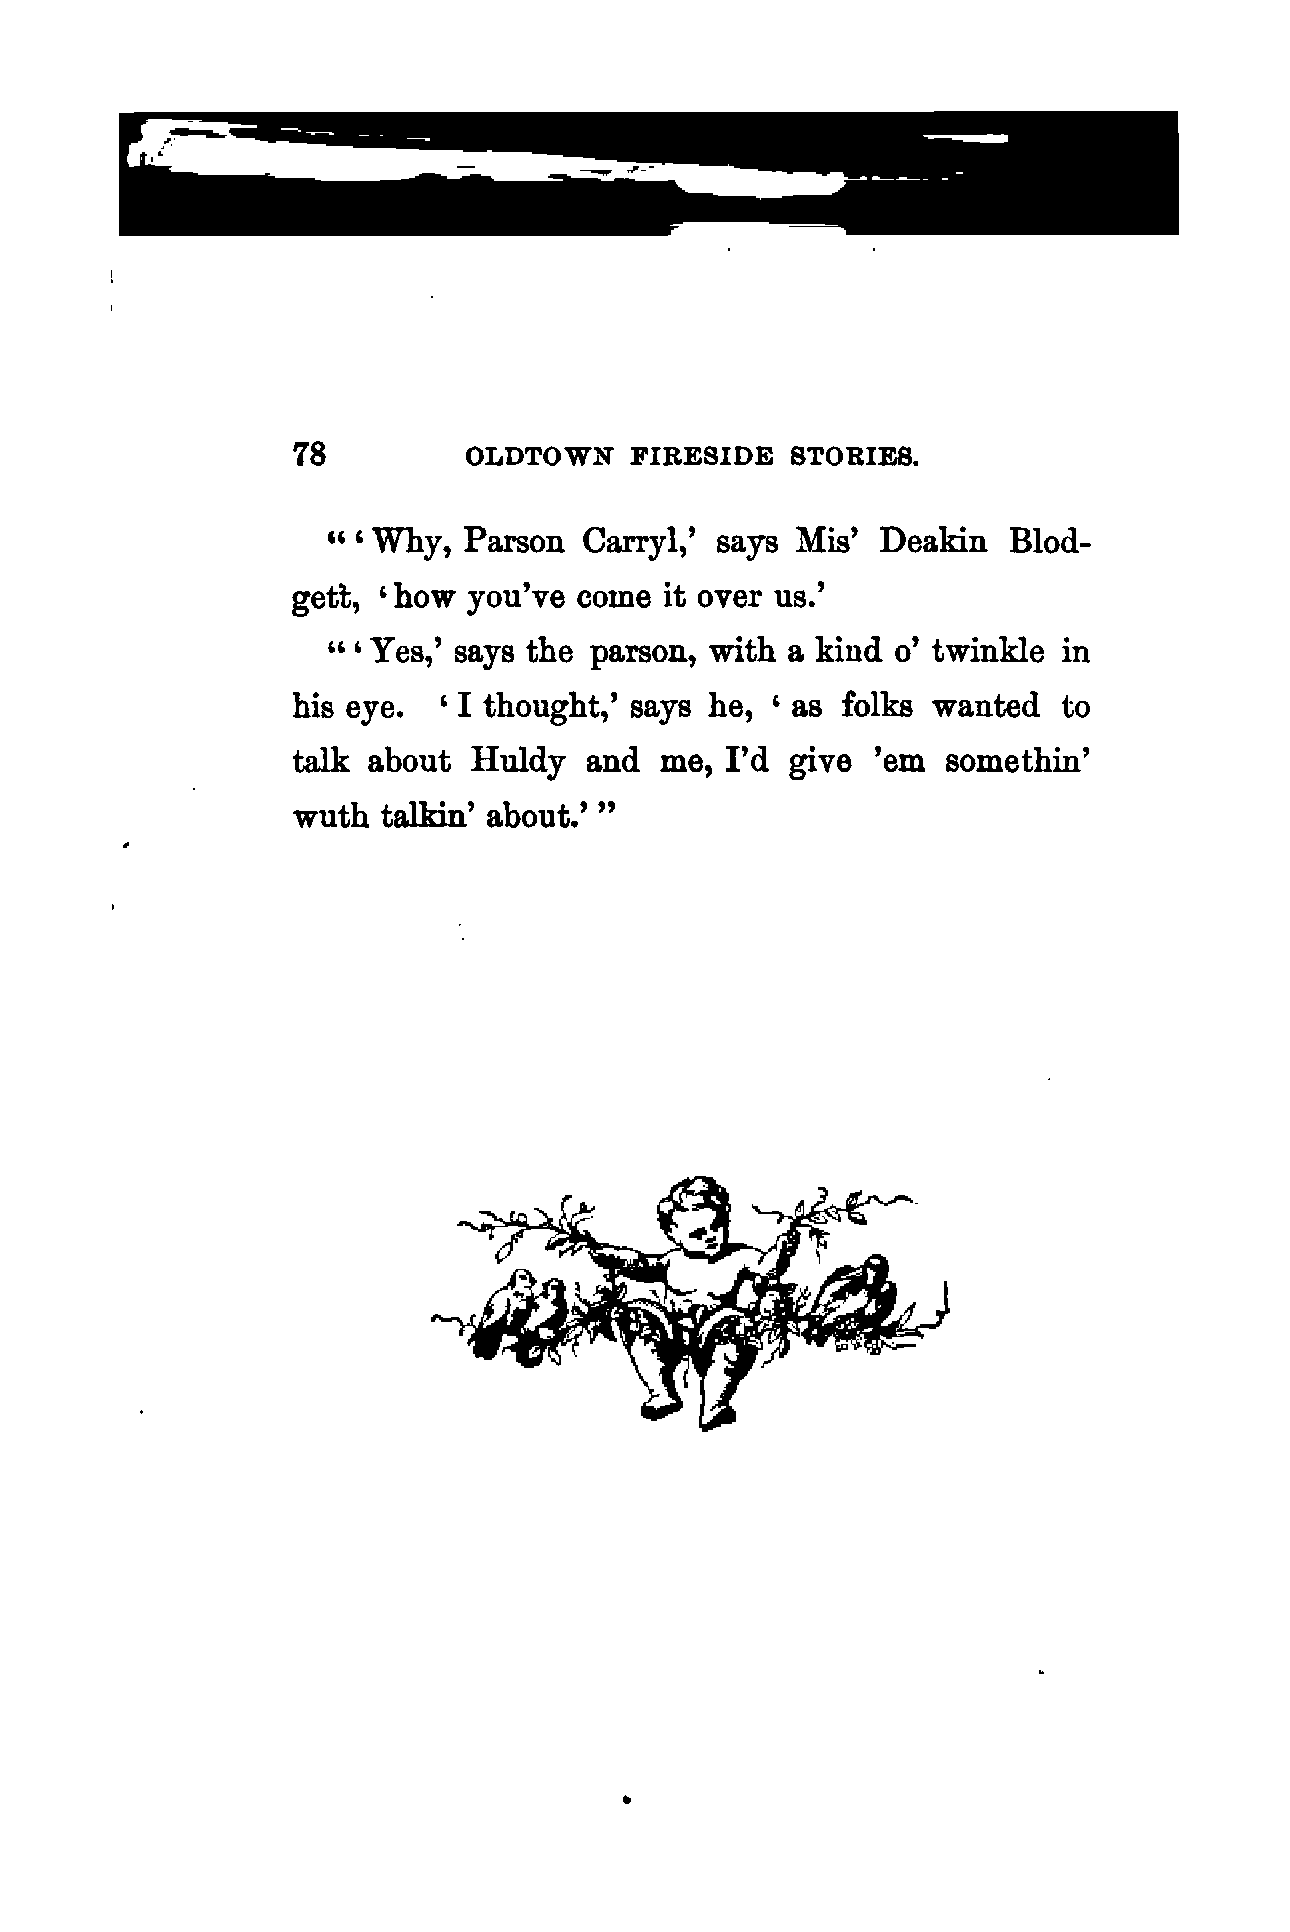 78 OLDTOWN FIRESIDE STORIES.
“ ‘ Why, Parson Carryl,’ says Mis’ Deakin Blod-
gett, ‘ how you’ve come it over us.’
“ ‘ Yes,’ says the parson, with a kind o’ twinkle in
his eye. ‘ I thought,’ says he, ‘ as folks wanted to
talk about Huldy and me, I’d give ’em somethin’
wuth talkin’ about.’ ”